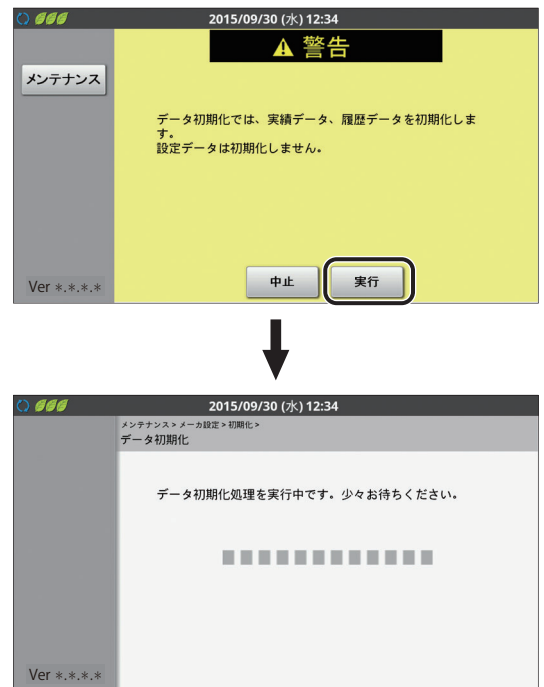 2015/09/30 (水) 12:34
警告
メンテナンス
データ初期化では、実績データ、履歴データを初期化しま
す。
設定データは初期化しません。
中止
実行
Ver *.*.*.*
2015/09/30 (水) 12:34
メンテナンス > メーカ設定 > 初期化 >
データ初期化
データ初期化処理を実行中です。少々お待ちください。
Ver *.*.*.*